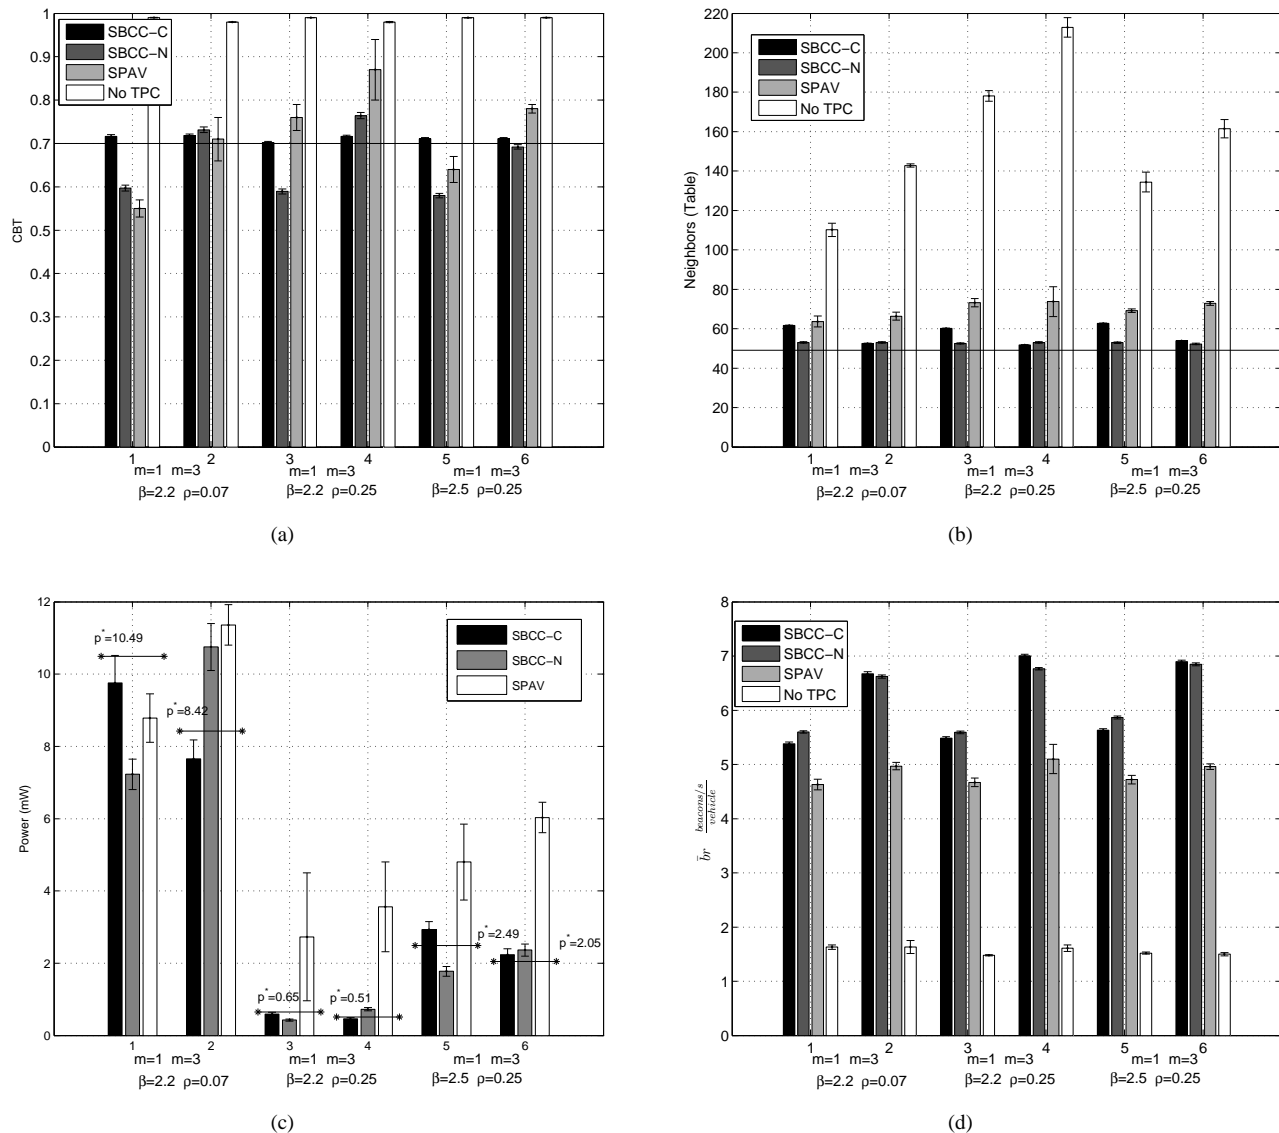 1
0.9
0.8
0.7
0.6
0.5
0.4
0.3
0.2
0.1
0
CBT
SBCC−C
SBCC−N
SPAV
No TPC
1 2 3 4 5 6
m=1 m=3 m=1 m=3 m=1 m=3
β=2.2 ρ=0.07 β=2.2 ρ=0.25 β=2.5 ρ=0.25
(a)
220
200
180
160
140
120
100
80
60
40
20
0
Neighbors (Table)
SBCC−C
SBCC−N
SPAV
No TPC
1 2 3 4 5 6
m=1 m=3 m=1 m=3 m=1 m=3
β=2.2 ρ=0.07 β=2.2 ρ=0.25 β=2.5 ρ=0.25
(b)
12
10
8
6
4
2
0
Power (mW)
SBCC−C
SBCC−N
SPAV
p*=10.49
p*=8.42
p*=0.65
p*=0.51
p*=2.49
p*=2.05
1 2 3 4 5 6
m=1 m=3 m=1 m=3 m=1 m=3
β=2.2 ρ=0.07 β=2.2 ρ=0.25 β=2.5 ρ=0.25
(c)
8
7
6
5
4
3
2
1
0
b̄r beacons/s / vehicle
SBCC−C
SBCC−N
SPAV
No TPC
1 2 3 4 5 6
m=1 m=3 m=1 m=3 m=1 m=3
β=2.2 ρ=0.07 β=2.2 ρ=0.25 β=2.5 ρ=0.25
(d)